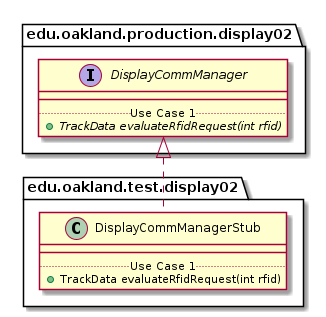 edu.oakland.production.display02
I DisplayCommManager
Use Case 1
TrackData evaluateRfidRequest(int rfid)
edu.oakland.test.display02
C DisplayCommManagerStub
Use Case 1
TrackData evaluateRfidRequest(int rfid)